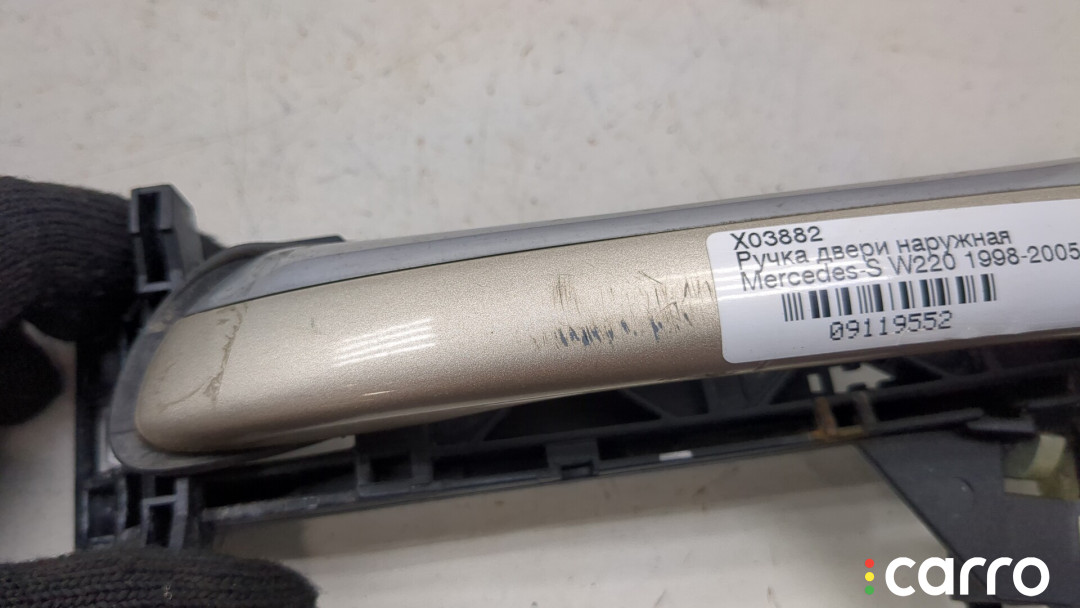 X03882
Ручка двери наружная
Mercedes-S W220 1998-2005
09119552
carro